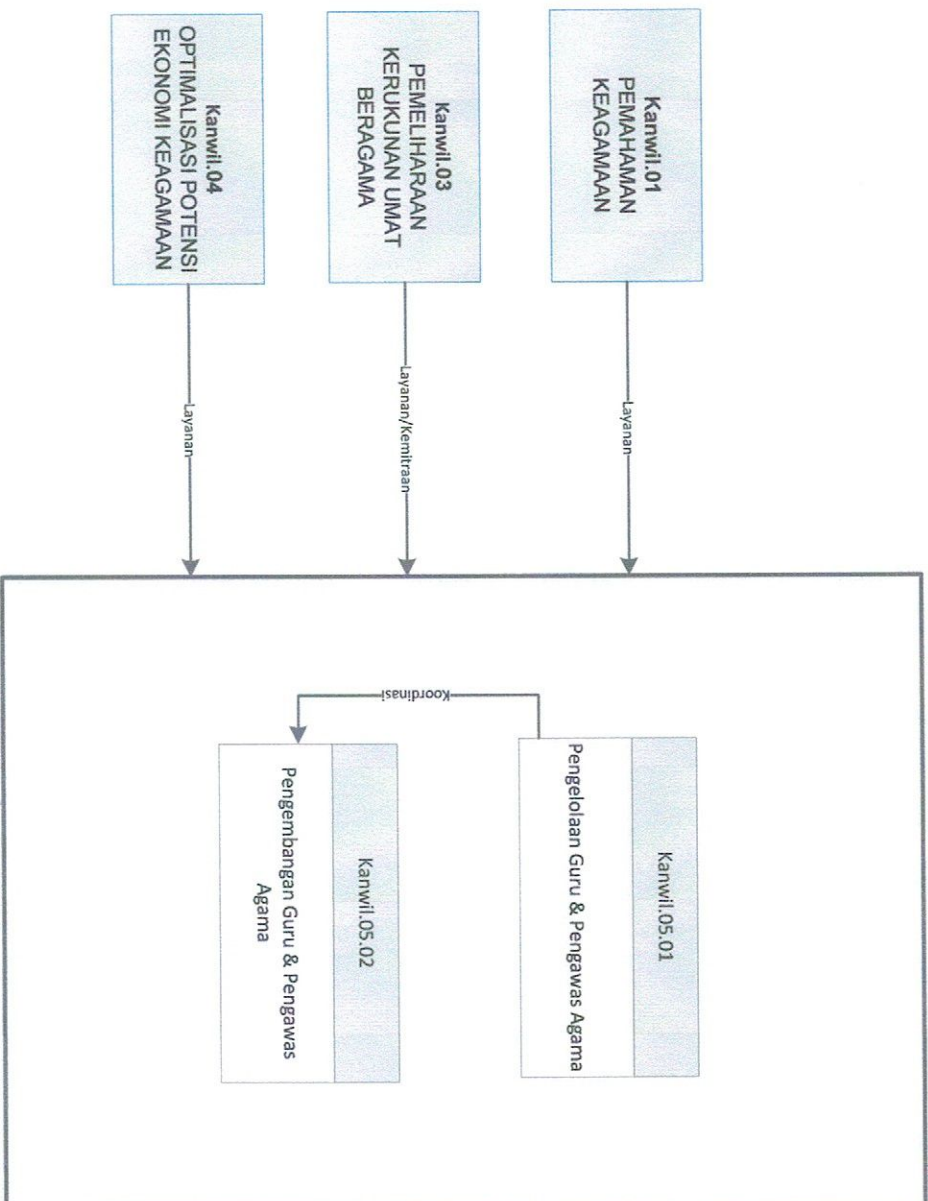 Kanwil.01
PEMAHAMAN
KEAGAMAAN
Layanan
Kanwil.03
PEMELIHARAAN
KERUKUNAN UMAT
BERAGAMA
Layanan/Kemitraan
Kanwil.04
OPTIMALISASI POTENSI
EKONOMI KEAGAMAAN
Layanan
Kanwil.05.01
Pengelolaan Guru & Pengawas Agama
Koordinasi
Kanwil.05.02
Pengembangan Guru & Pengawas
Agama